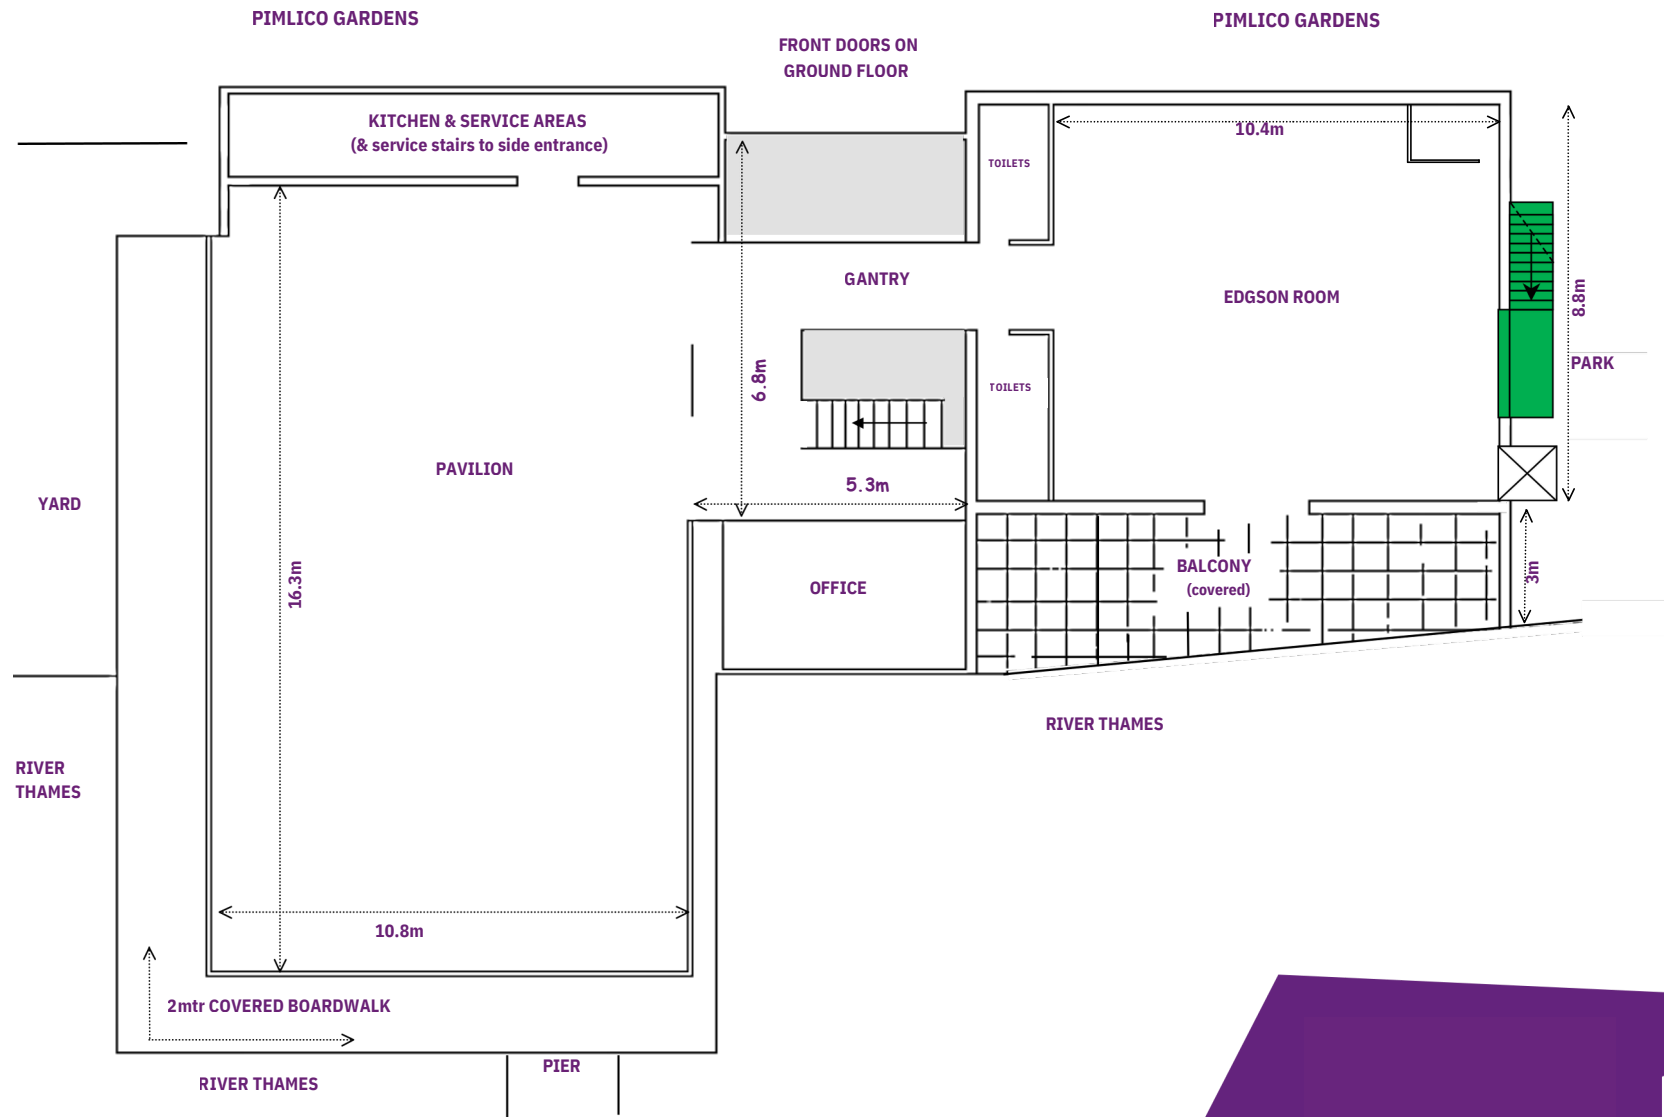 PIMLICO GARDENS
PIMLICO GARDENS
FRONT DOORS ON
GROUND FLOOR
KITCHEN & SERVICE AREAS
(& service stairs to side entrance)
10.4m
TOILETS
GANTRY
EDGSON ROOM
8.8m
PARK
6.8m
TOILETS
PAVILION
5.3m
YARD
16.3m
OFFICE
BALCONY
(covered)
3m
RIVER THAMES
RIVER
THAMES
10.8m
2mtr COVERED BOARDWALK
PIER
RIVER THAMES